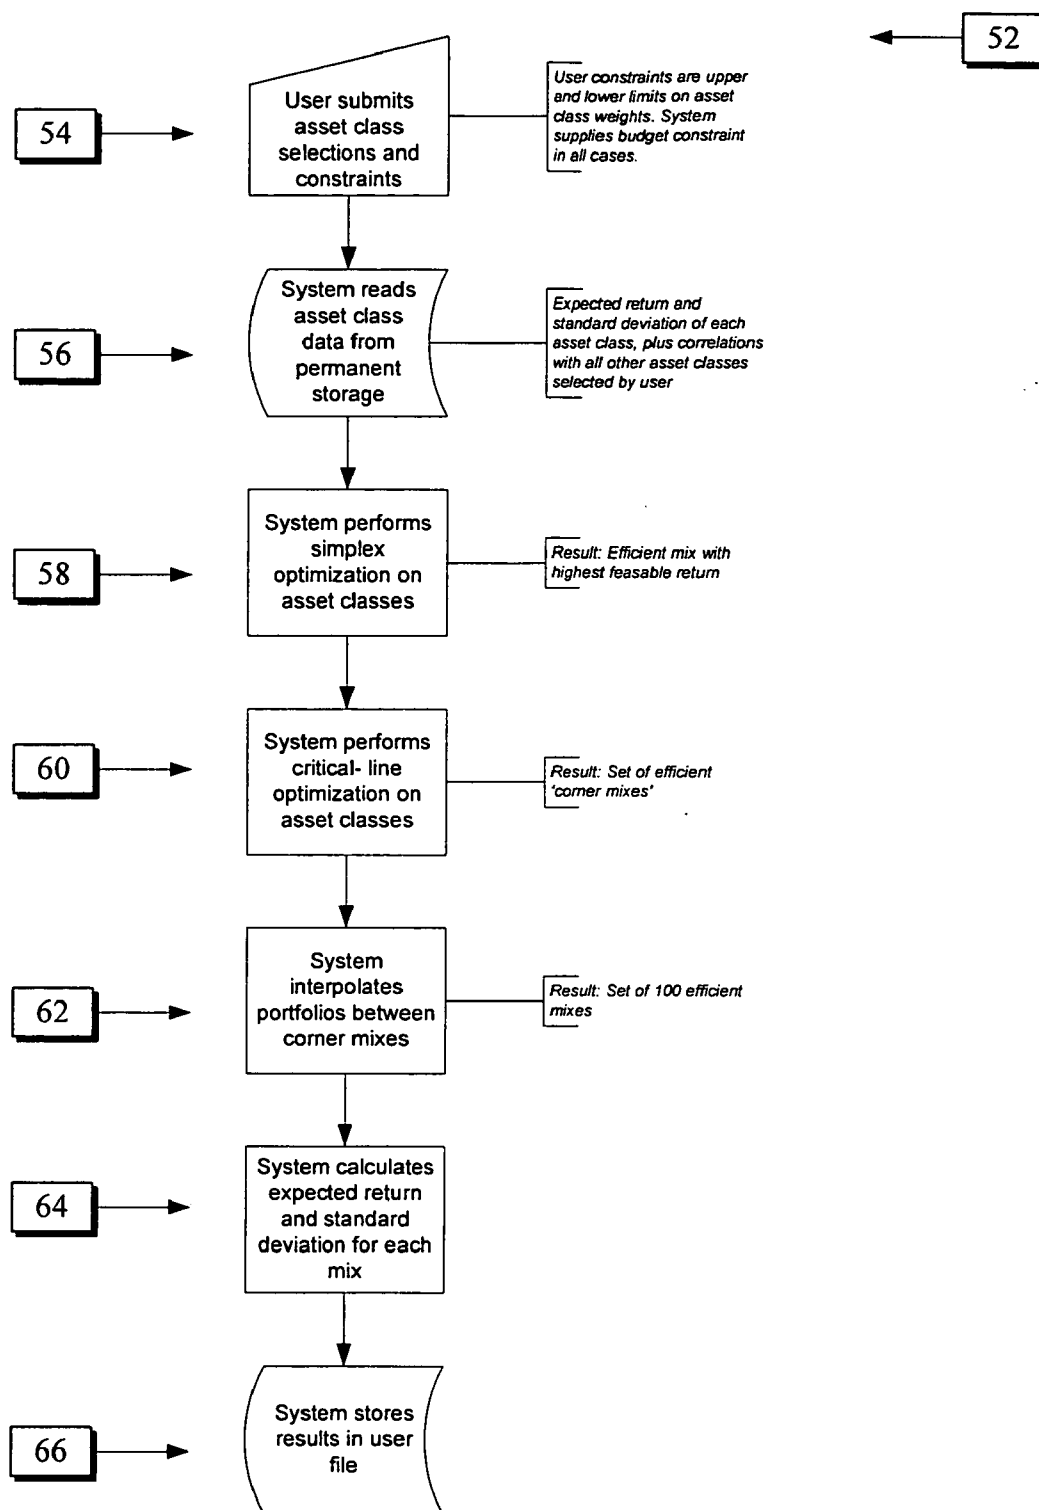 52
54
User submits
asset class
selections and
constraints
User constraints are upper
and lower limits on asset
class weights. System
supplies budget constraint
in all cases.
56
System reads
asset class
data from
permanent
storage
Expected return and
standard deviation of each
asset class, plus correlations
with all other asset classes
selected by user
58
System performs
simplex
optimization on
asset classes
Result: Efficient mix with
highest feasable return
60
System performs
critical- line
optimization on
asset classes
Result: Set of efficient
'corner mixes'
62
System
interpolates
portfolios between
corner mixes
Result: Set of 100 efficient
mixes
64
System calculates
expected return
and standard
deviation for each
mix
66
System stores
results in user
file